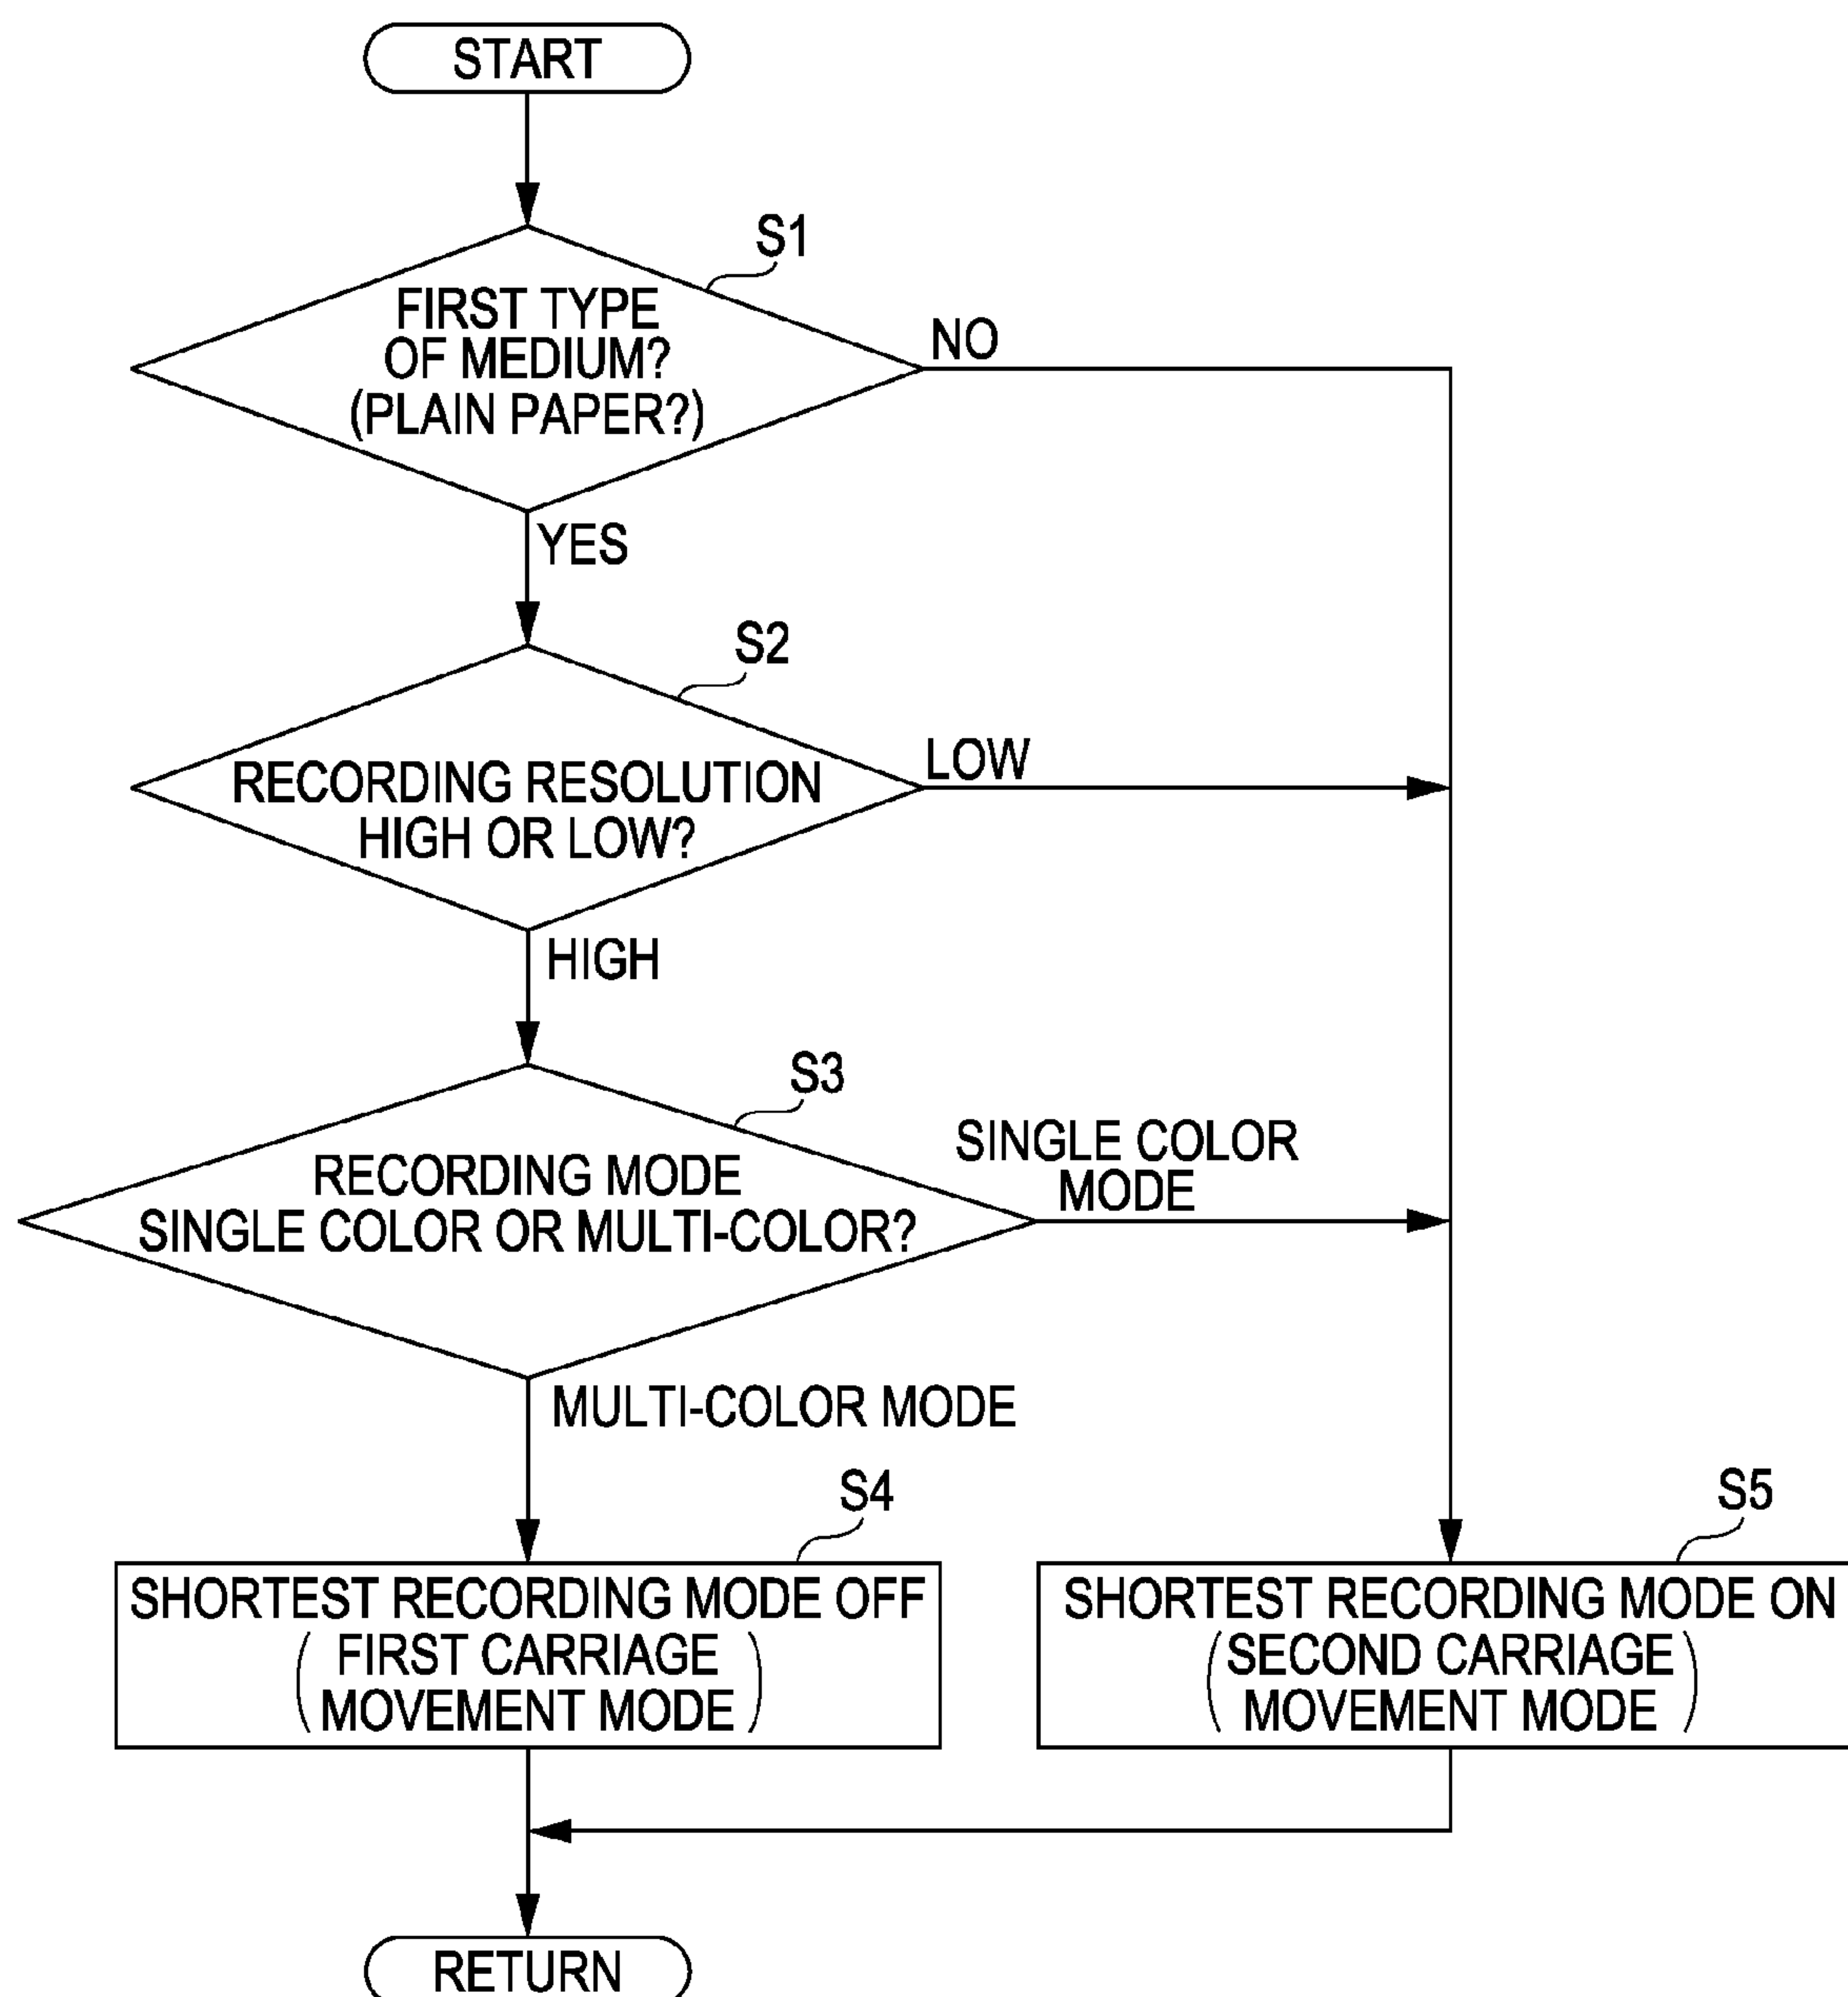 START
S1
FIRST TYPE
OF MEDIUM?
(PLAIN PAPER?)
NO
YES
S2
RECORDING RESOLUTION
HIGH OR LOW?
LOW
HIGH
S3
RECORDING MODE
SINGLE COLOR OR MULTI-COLOR?
SINGLE COLOR
MODE
MULTI-COLOR MODE
S4
SHORTEST RECORDING MODE OFF
(FIRST CARRIAGE
MOVEMENT MODE)
S5
SHORTEST RECORDING MODE ON
(SECOND CARRIAGE
MOVEMENT MODE)
RETURN